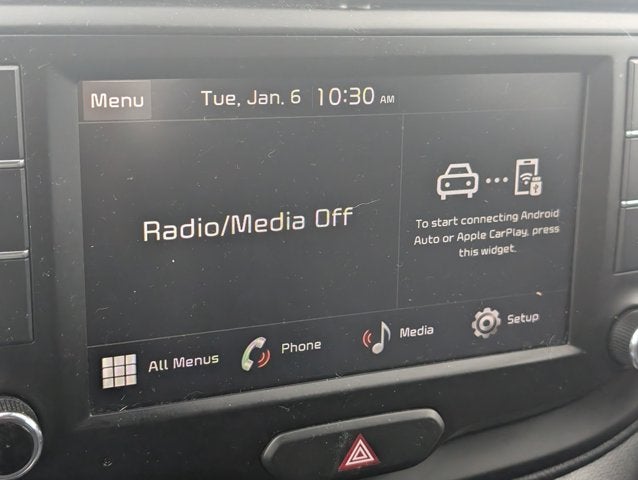 Menu
Tue, Jan. 6 10:30 AM
Radio/Media Off
To start connecting Android
Auto or Apple CarPlay, press
this widget.
All Menus
Phone
Media
Setup